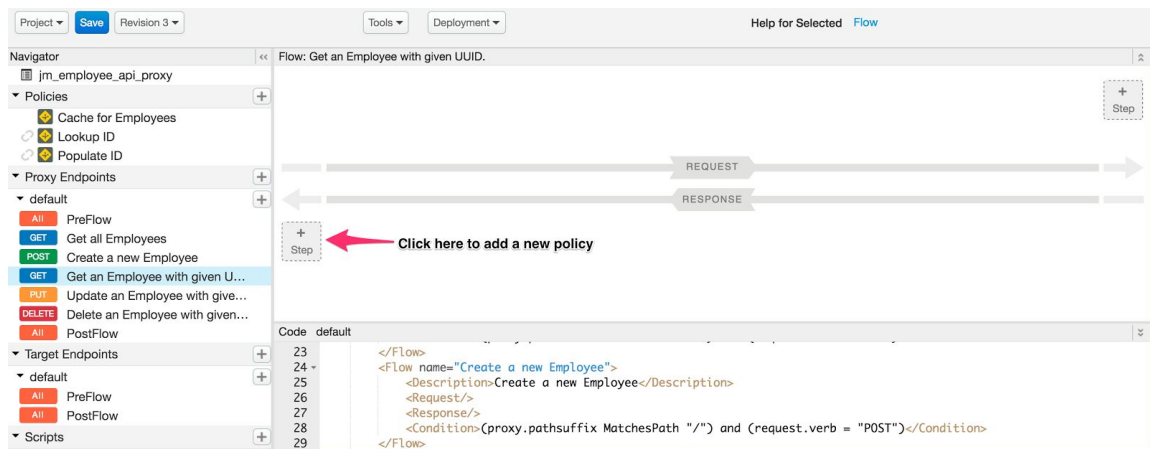 Project Save Revision 3 Tools Deployment Help for Selected Flow
Navigator
jm_employee_api_proxy
Policies
Cache for Employees
Lookup ID
Populate ID
Proxy Endpoints
default
All PreFlow
GET Get all Employees
POST Create a new Employee
GET Get an Employee with given U...
PUT Update an Employee with give...
DELETE Delete an Employee with given...
All PostFlow
Target Endpoints
default
All PreFlow
All PostFlow
Scripts
Flow: Get an Employee with given UUID.
+
Step
REQUEST
RESPONSE
+
Step
Click here to add a new policy
Code default
23 </Flow>
24 <Flow name="Create a new Employee">
25 <Description>Create a new Employee</Description>
26 <Request/>
27 <Response/>
28 <Condition>(proxy.pathsuffix MatchesPath "/") and (request.verb = "POST")</Condition>
29 </Flow>